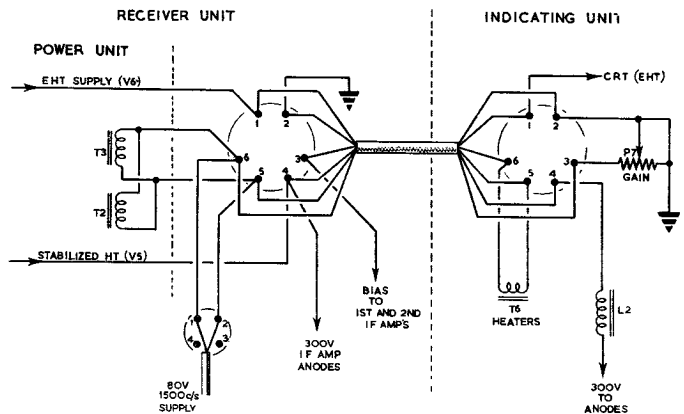 RECEIVER UNIT
INDICATING UNIT
POWER UNIT
EHT SUPPLY (V6)
CRT (EHT)
1
2
1
2
T3
6
3
6
3
P7
GAIN
5
4
5
4
T2
STABILIZED HT (V5)
BIAS
TO
1ST AND 2ND
IF AMP'S
T6
HEATERS
L2
1
2
4
3
300V
IF AMP
ANODES
80V
1500c/s
SUPPLY
300V
TO
ANODES